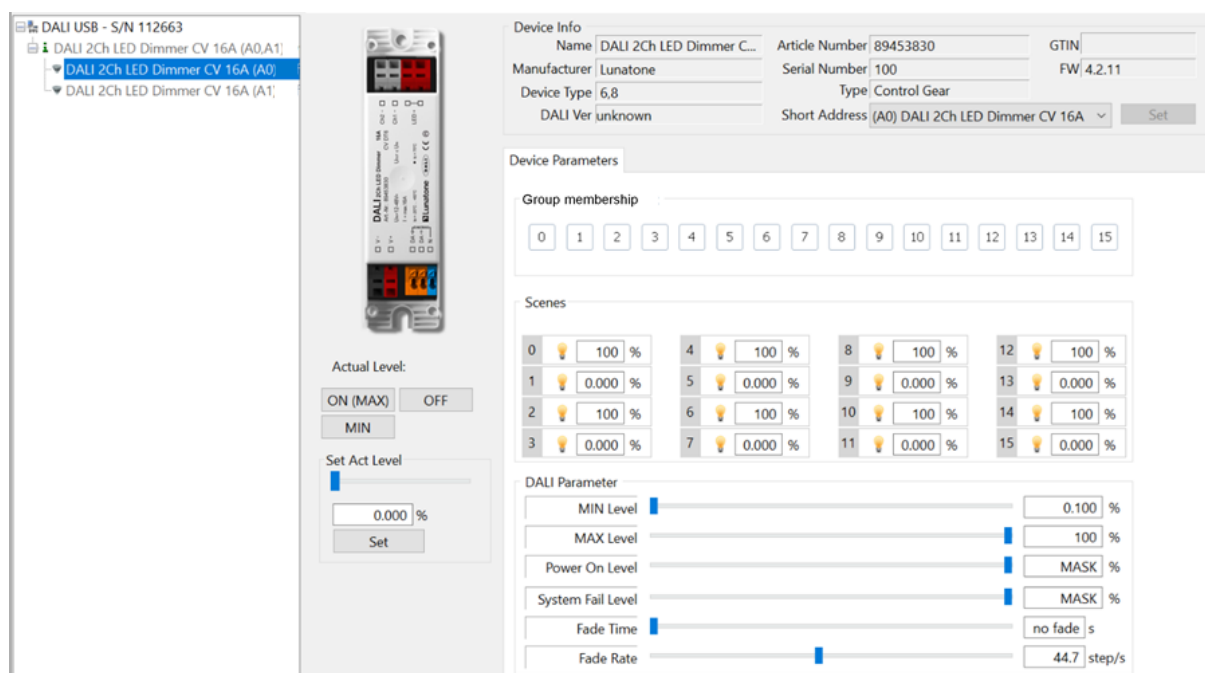 DALI USB - S/N 112663
DALI 2Ch LED Dimmer CV 16A (A0,A1)
DALI 2Ch LED Dimmer CV 16A (A0)
DALI 2Ch LED Dimmer CV 16A (A1)
DALI 2Ch LED Dimmer 16A
Lunatone
Actual Level:
ON (MAX) OFF
MIN
Set Act Level
0.000 %
Set
Device Info
Name DALI 2Ch LED Dimmer C... Article Number 89453830 GTIN
Manufacturer Lunatone Serial Number 100 FW 4.2.11
Device Type 6,8 Type Control Gear
DALI Ver unknown Short Address (A0) DALI 2Ch LED Dimmer CV 16A Set
Device Parameters
Group membership
0 1 2 3 4 5 6 7 8 9 10 11 12 13 14 15
Scenes
0 100 % 4 100 % 8 100 % 12 100 %
1 0.000 % 5 0.000 % 9 0.000 % 13 0.000 %
2 100 % 6 100 % 10 100 % 14 100 %
3 0.000 % 7 0.000 % 11 0.000 % 15 0.000 %
DALI Parameter
MIN Level 0.100 %
MAX Level 100 %
Power On Level MASK %
System Fail Level MASK %
Fade Time no fade s
Fade Rate 44.7 step/s